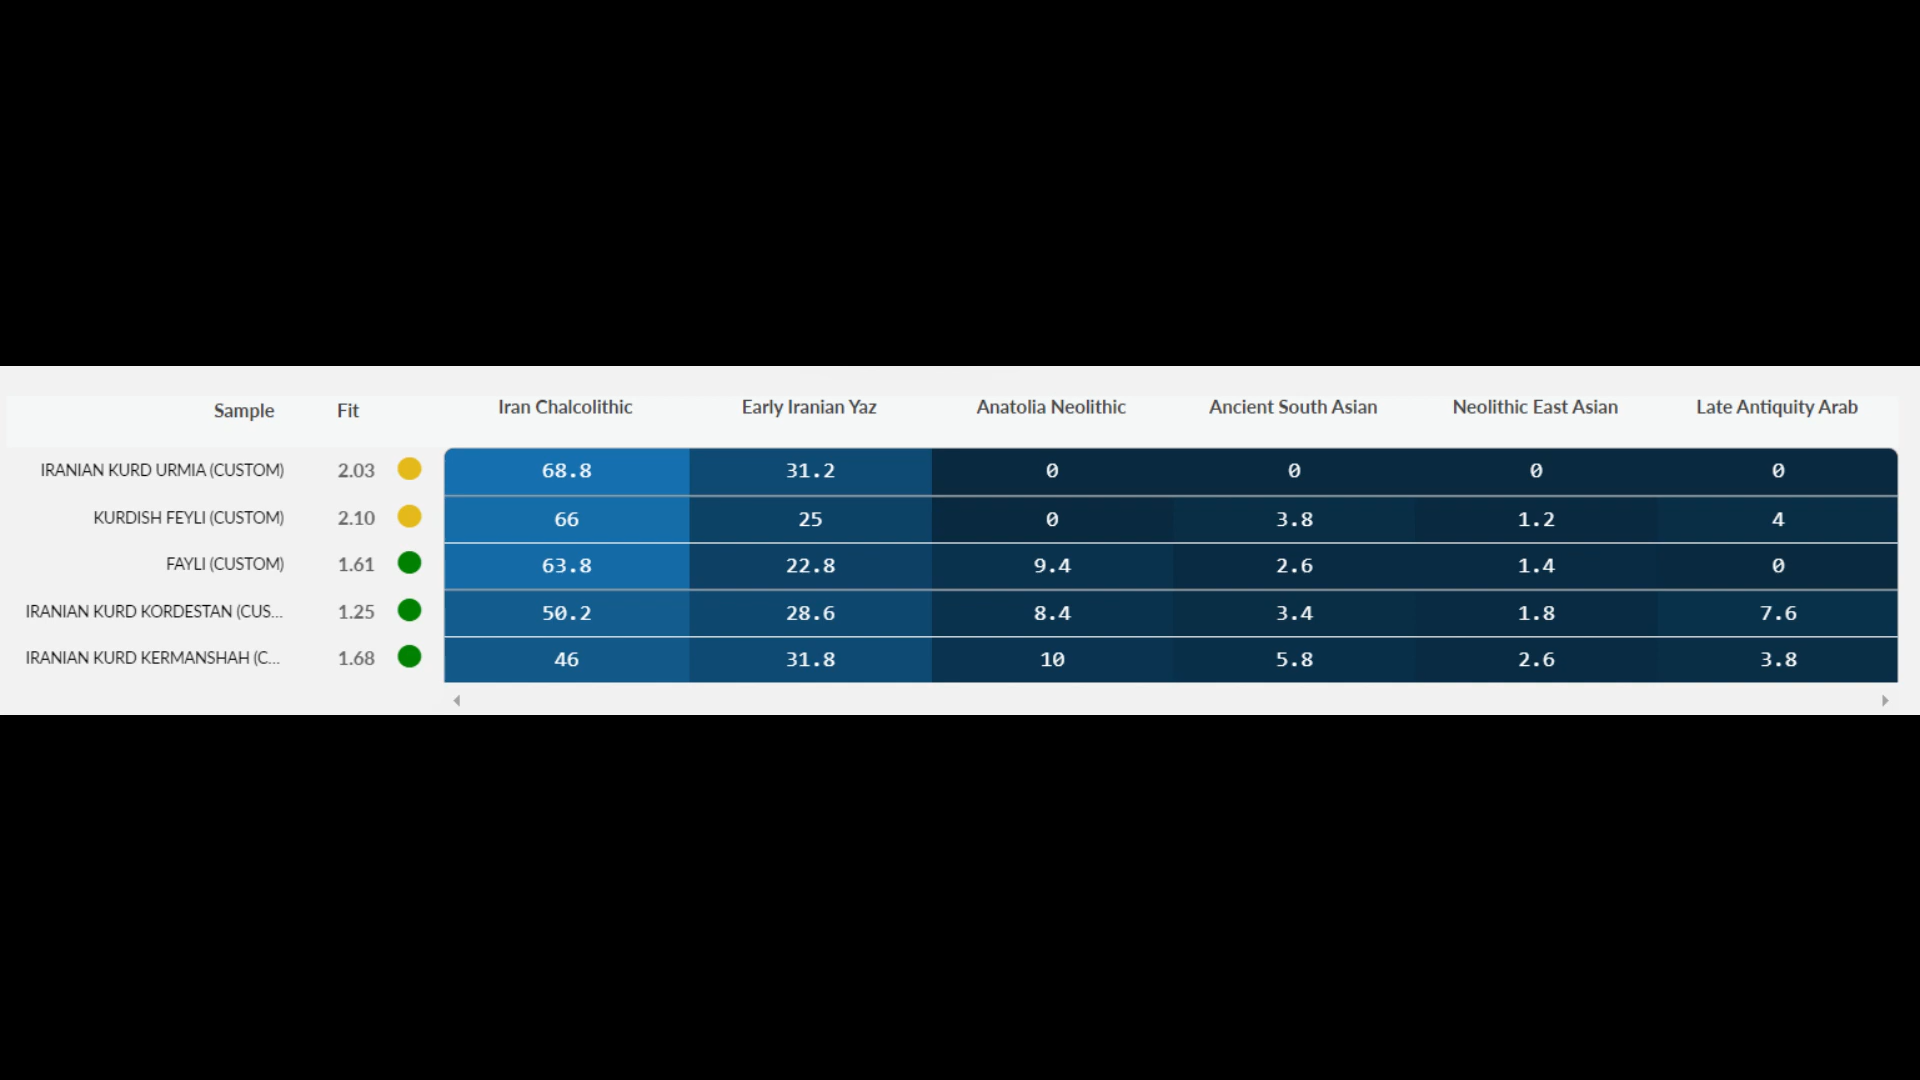 Sample Fit Iran Chalcolithic Early Iranian Yaz Anatolia Neolithic Ancient South Asian Neolithic East Asian Late Antiquity Arab
IRANIAN KURD URMIA (CUSTOM) 2.03 68.8 31.2 0 0 0 0
KURDISH FEYLI (CUSTOM) 2.10 66 25 0 3.8 1.2 4
FAYLI (CUSTOM) 1.61 63.8 22.8 9.4 2.6 1.4 0
IRANIAN KURD KORDESTAN (CUS... 1.25 50.2 28.6 8.4 3.4 1.8 7.6
IRANIAN KURD KERMANSHAH (C... 1.68 46 31.8 10 5.8 2.6 3.8